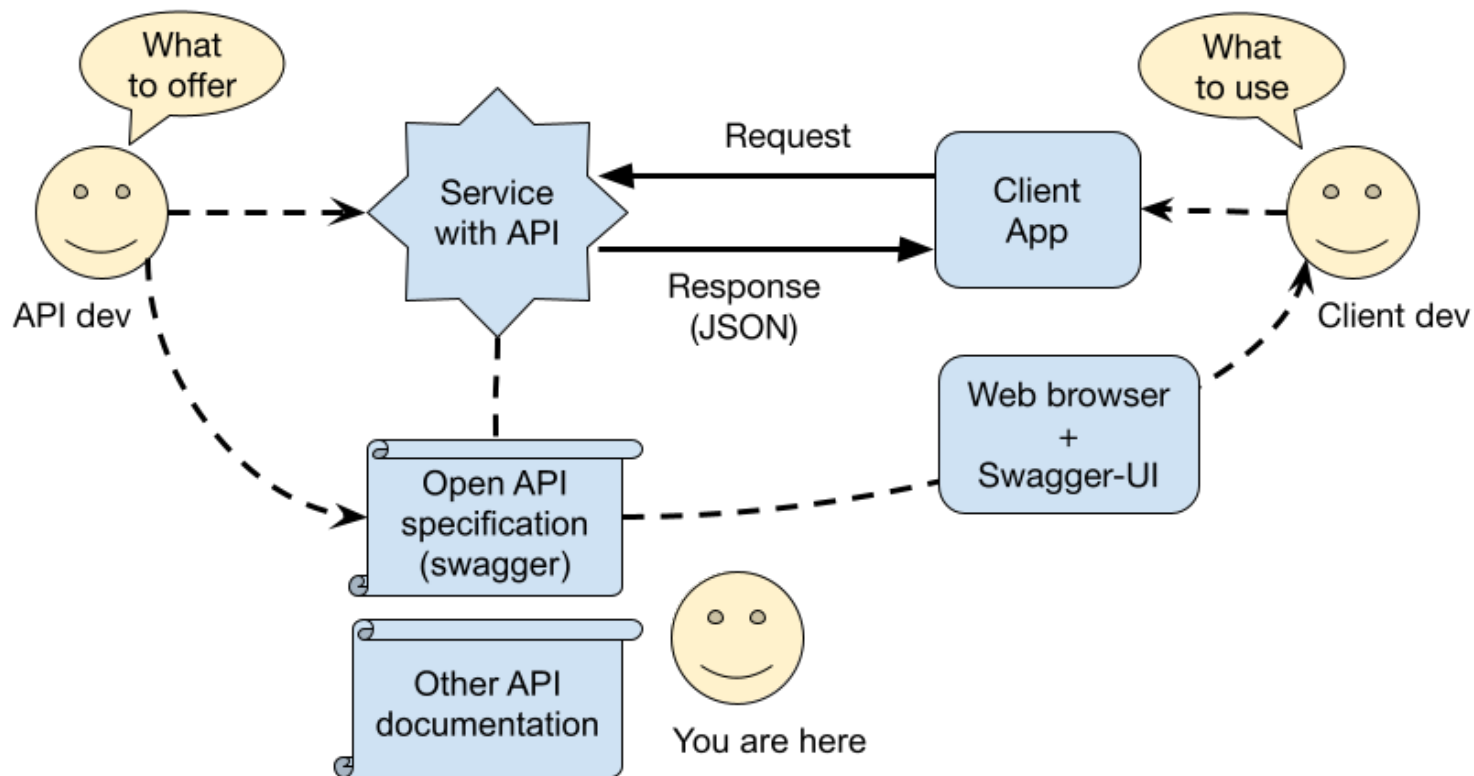 What
to offer
What
to use
Request
Service
with API
Client
App
Response
(JSON)
API dev
Client dev
Web browser
+
Swagger-UI
Open API
specification
(swagger)
Other API
documentation
You are here